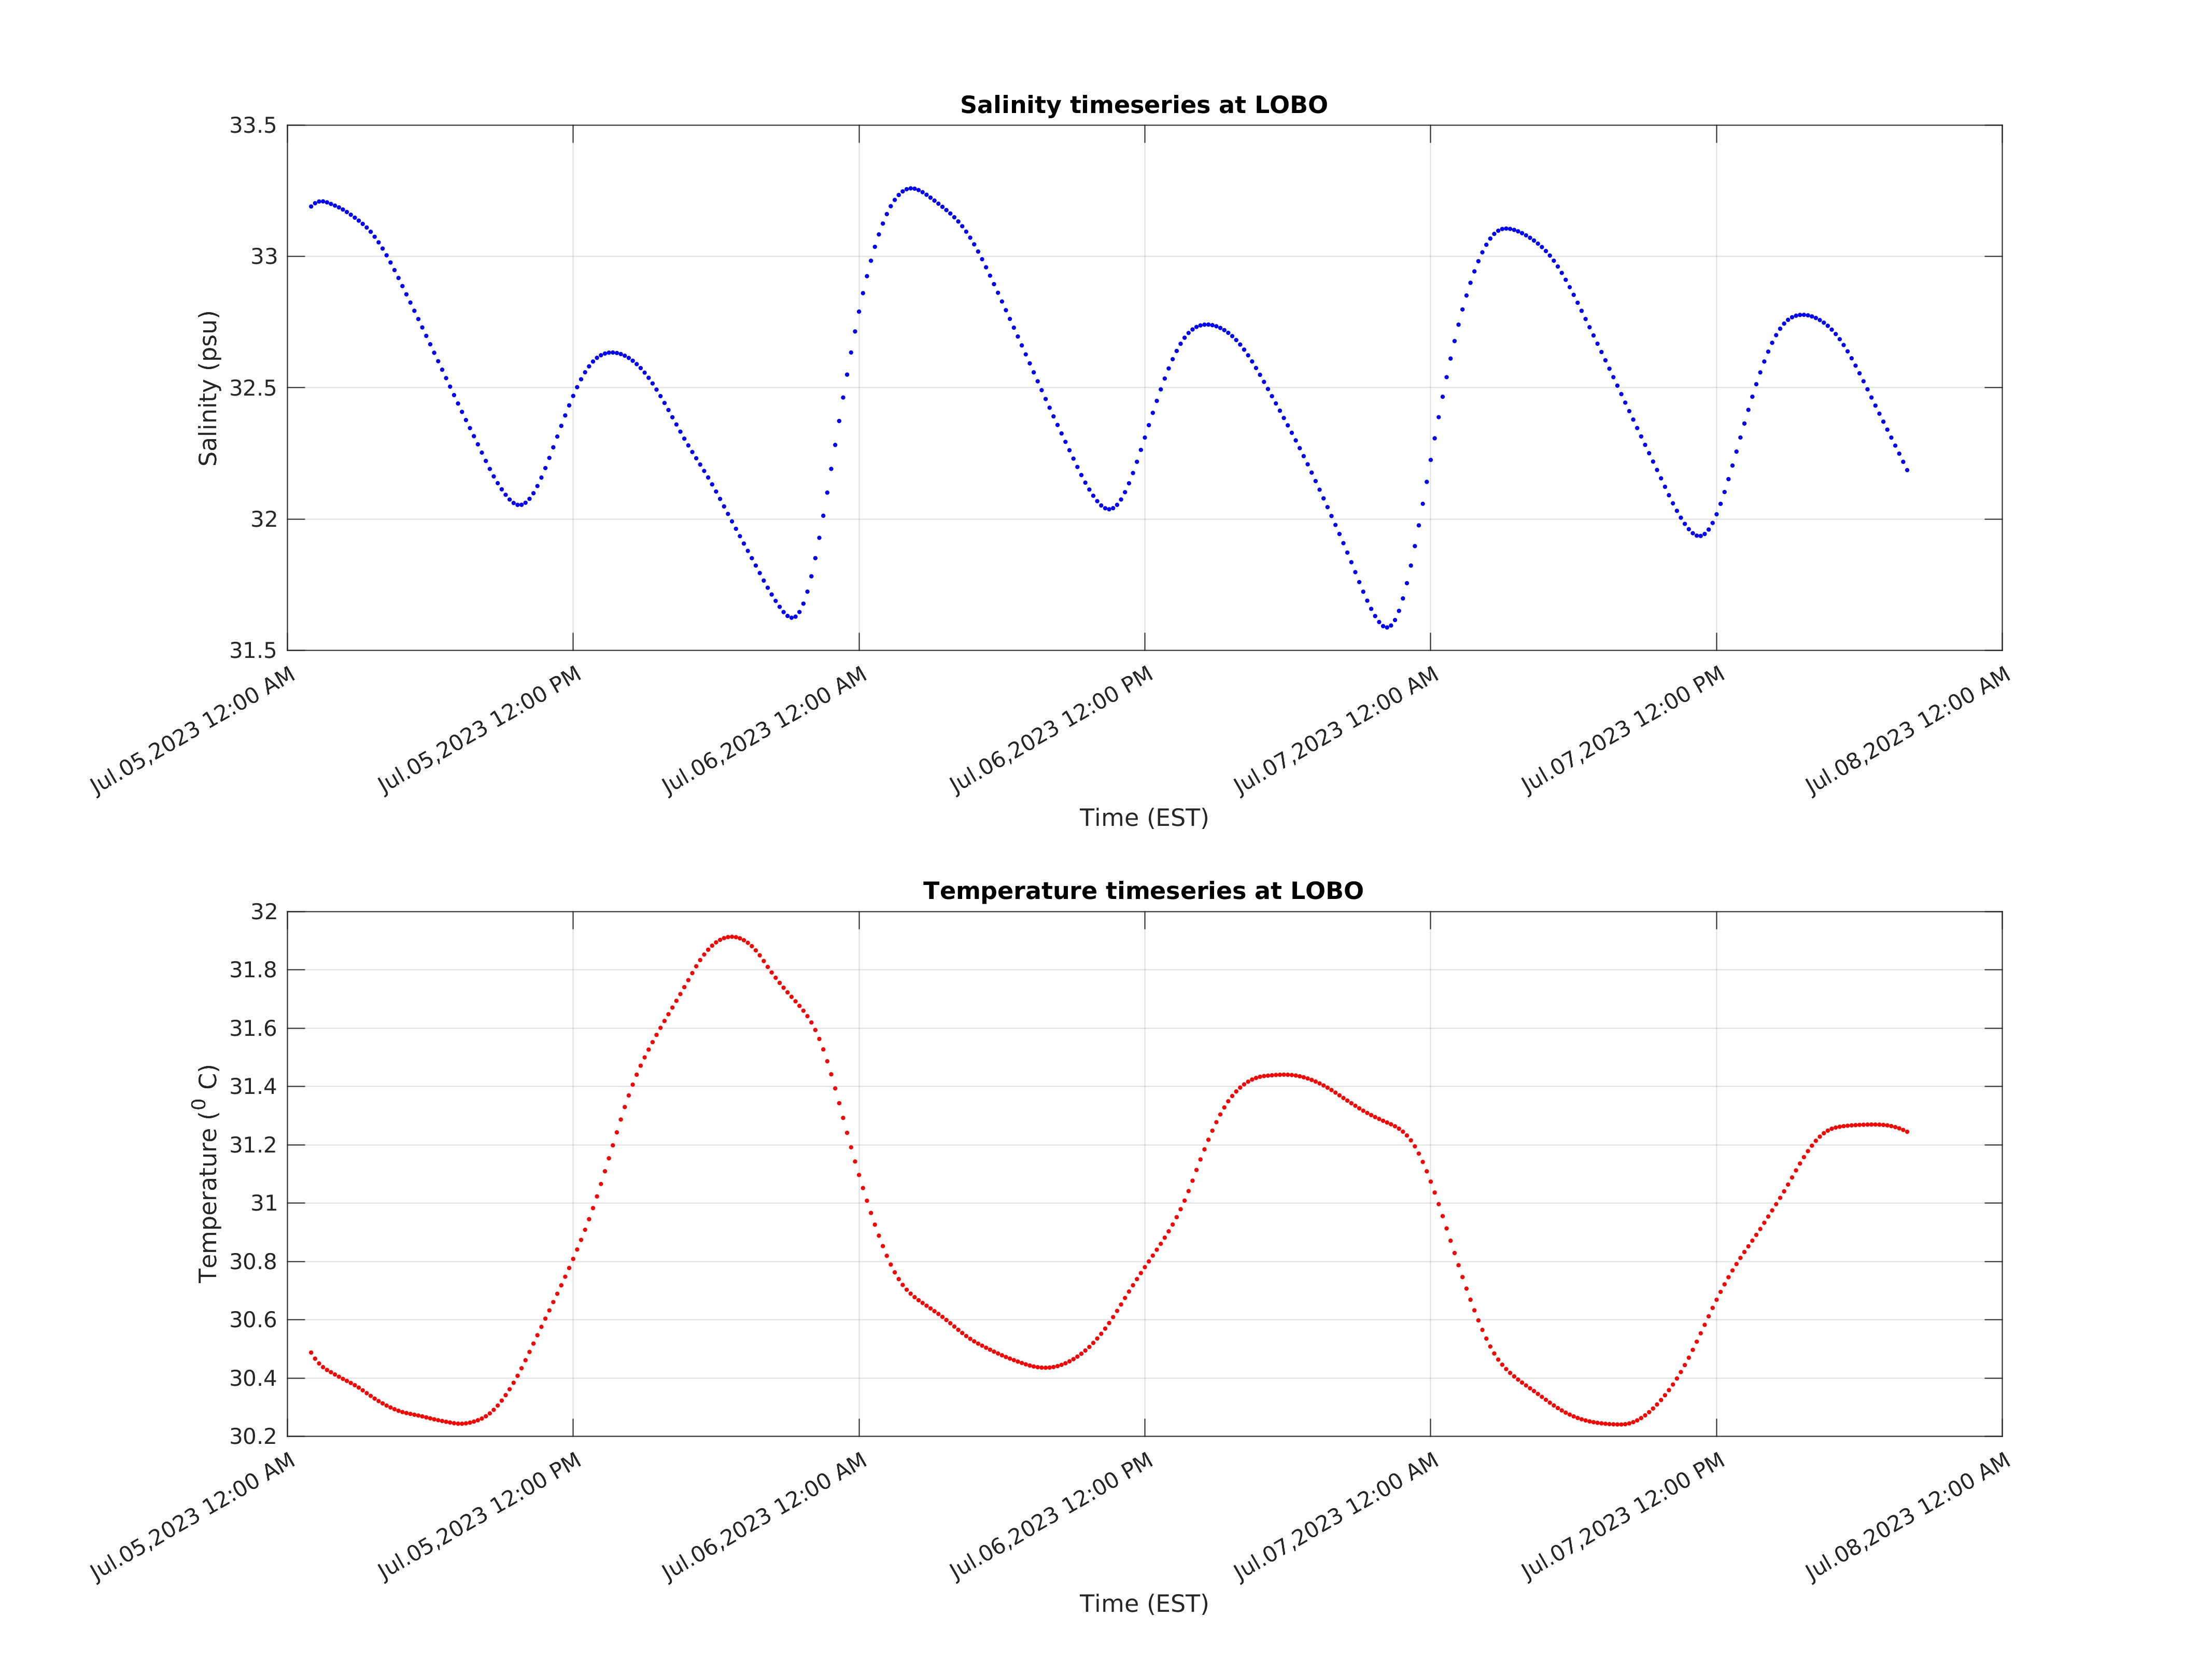 Salinity timeseries at LOBO
33.5
33
32.5
32
31.5
Salinity (psu)
Jul.05,2023 12:00 AM
Jul.05,2023 12:00 PM
Jul.06,2023 12:00 AM
Jul.06,2023 12:00 PM
Jul.07,2023 12:00 AM
Jul.07,2023 12:00 PM
Jul.08,2023 12:00 AM
Time (EST)
Temperature timeseries at LOBO
32
31.8
31.6
31.4
31.2
31
30.8
30.6
30.4
30.2
Temperature (⁰ C)
Jul.05,2023 12:00 AM
Jul.05,2023 12:00 PM
Jul.06,2023 12:00 AM
Jul.06,2023 12:00 PM
Jul.07,2023 12:00 AM
Jul.07,2023 12:00 PM
Jul.08,2023 12:00 AM
Time (EST)